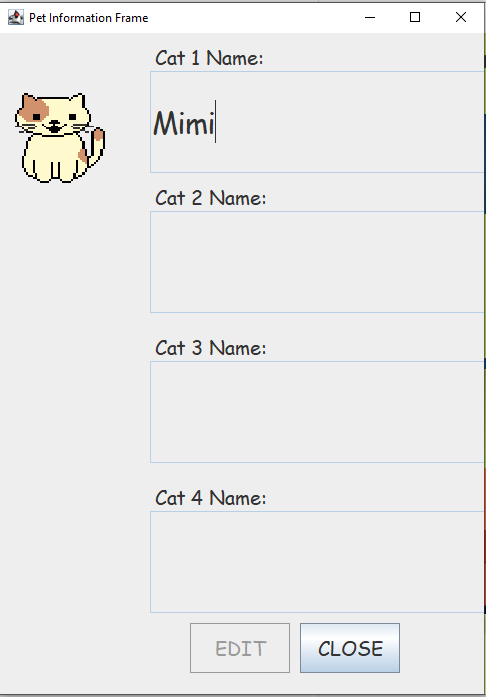 Pet Information Frame
Cat 1 Name:
Mimi
Cat 2 Name:
Cat 3 Name:
Cat 4 Name:
EDIT CLOSE